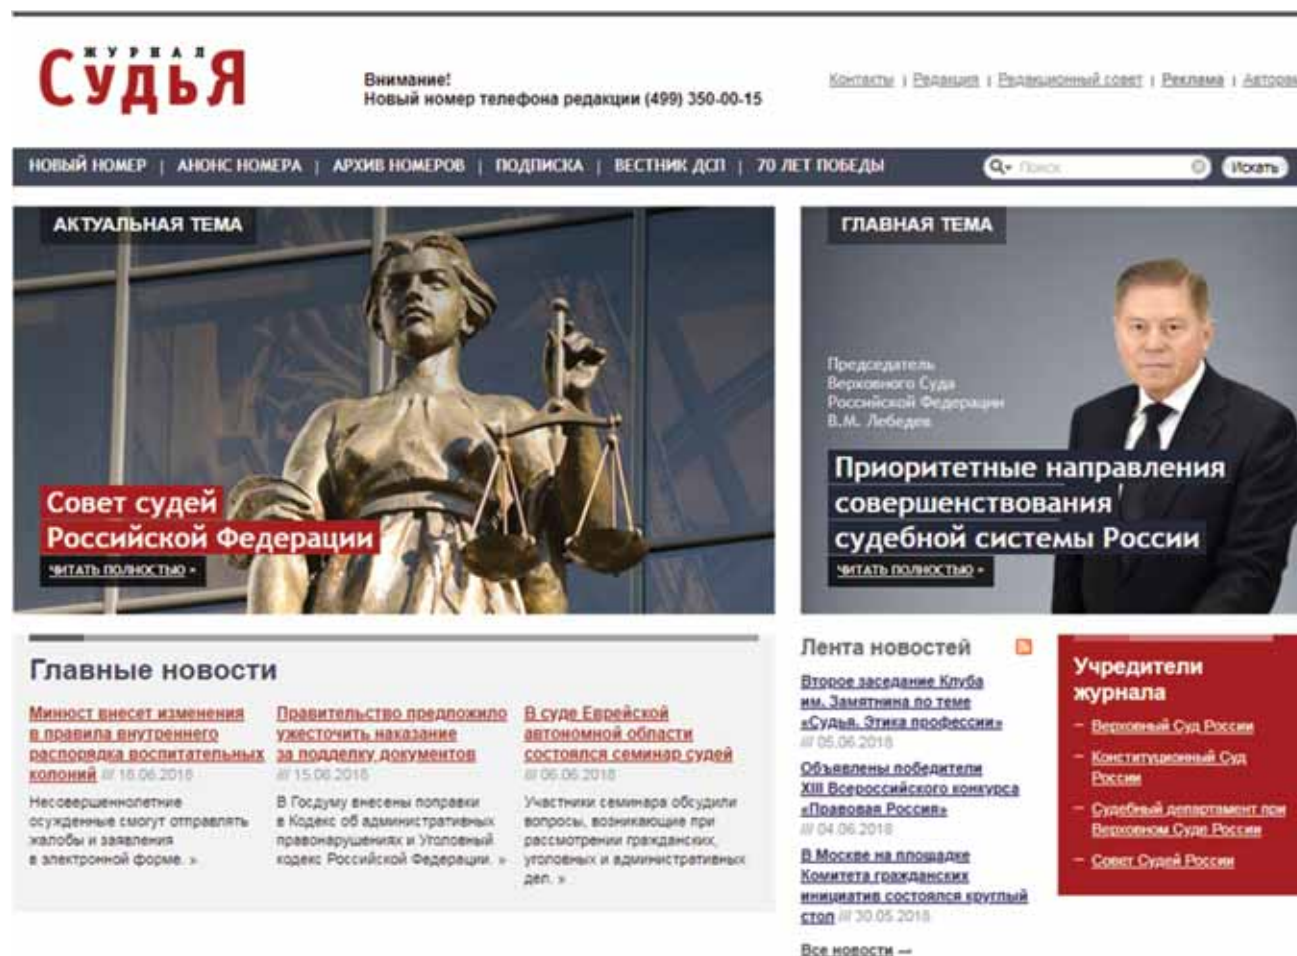 ЖУРНАЛ
СудьЯ
Внимание!
Новый номер телефона редакции (499) 350-00-15
Контакты | Редакция | Редакционный совет | Реклама | Авторам
НОВЫЙ НОМЕР | АНОНС НОМЕРА | АРХИВ НОМЕРОВ | ПОДПИСКА | ВЕСТНИК ДСП | 70 ЛЕТ ПОБЕДЫ
Поиск
Искать
АКТУАЛЬНАЯ ТЕМА
Совет судей
Российской Федерации
ЧИТАТЬ ПОЛНОСТЬЮ »
ГЛАВНАЯ ТЕМА
Председатель
Верховного Суда
Российской Федерации
В.М. Лебедев
Приоритетные направления
совершенствования
судебной системы России
ЧИТАТЬ ПОЛНОСТЬЮ »
Главные новости
Минюст внесет изменения
в правила внутреннего
распорядка воспитательных
колоний /// 18.06.2018
Несовершеннолетние
осужденные смогут отправлять
жалобы и заявления
в электронной форме. »
Правительство предложило
ужесточить наказание
за подделку документов
/// 15.06.2018
В Госдуму внесены поправки
в Кодекс об административных
правонарушениях и Уголовный
кодекс Российской Федерации. »
В суде Еврейской
автономной области
состоялся семинар судей
/// 06.06.2018
Участники семинара обсудили
вопросы, возникающие при
рассмотрении гражданских,
уголовных и административных
дел. »
Лента новостей
Второе заседание Клуба
им. Замятнина по теме
«Судья. Этика профессии»
/// 05.06.2018
Объявлены победители
XIII Всероссийского конкурса
«Правовая Россия»
/// 04.06.2018
В Москве на площадке
Комитета гражданских
инициатив состоялся круглый
стол /// 30.05.2018
Все новости —
Учредители
журнала
– Верховный Суд России
– Конституционный Суд
России
– Судебный департамент при
Верховном Суде России
– Совет Судей России